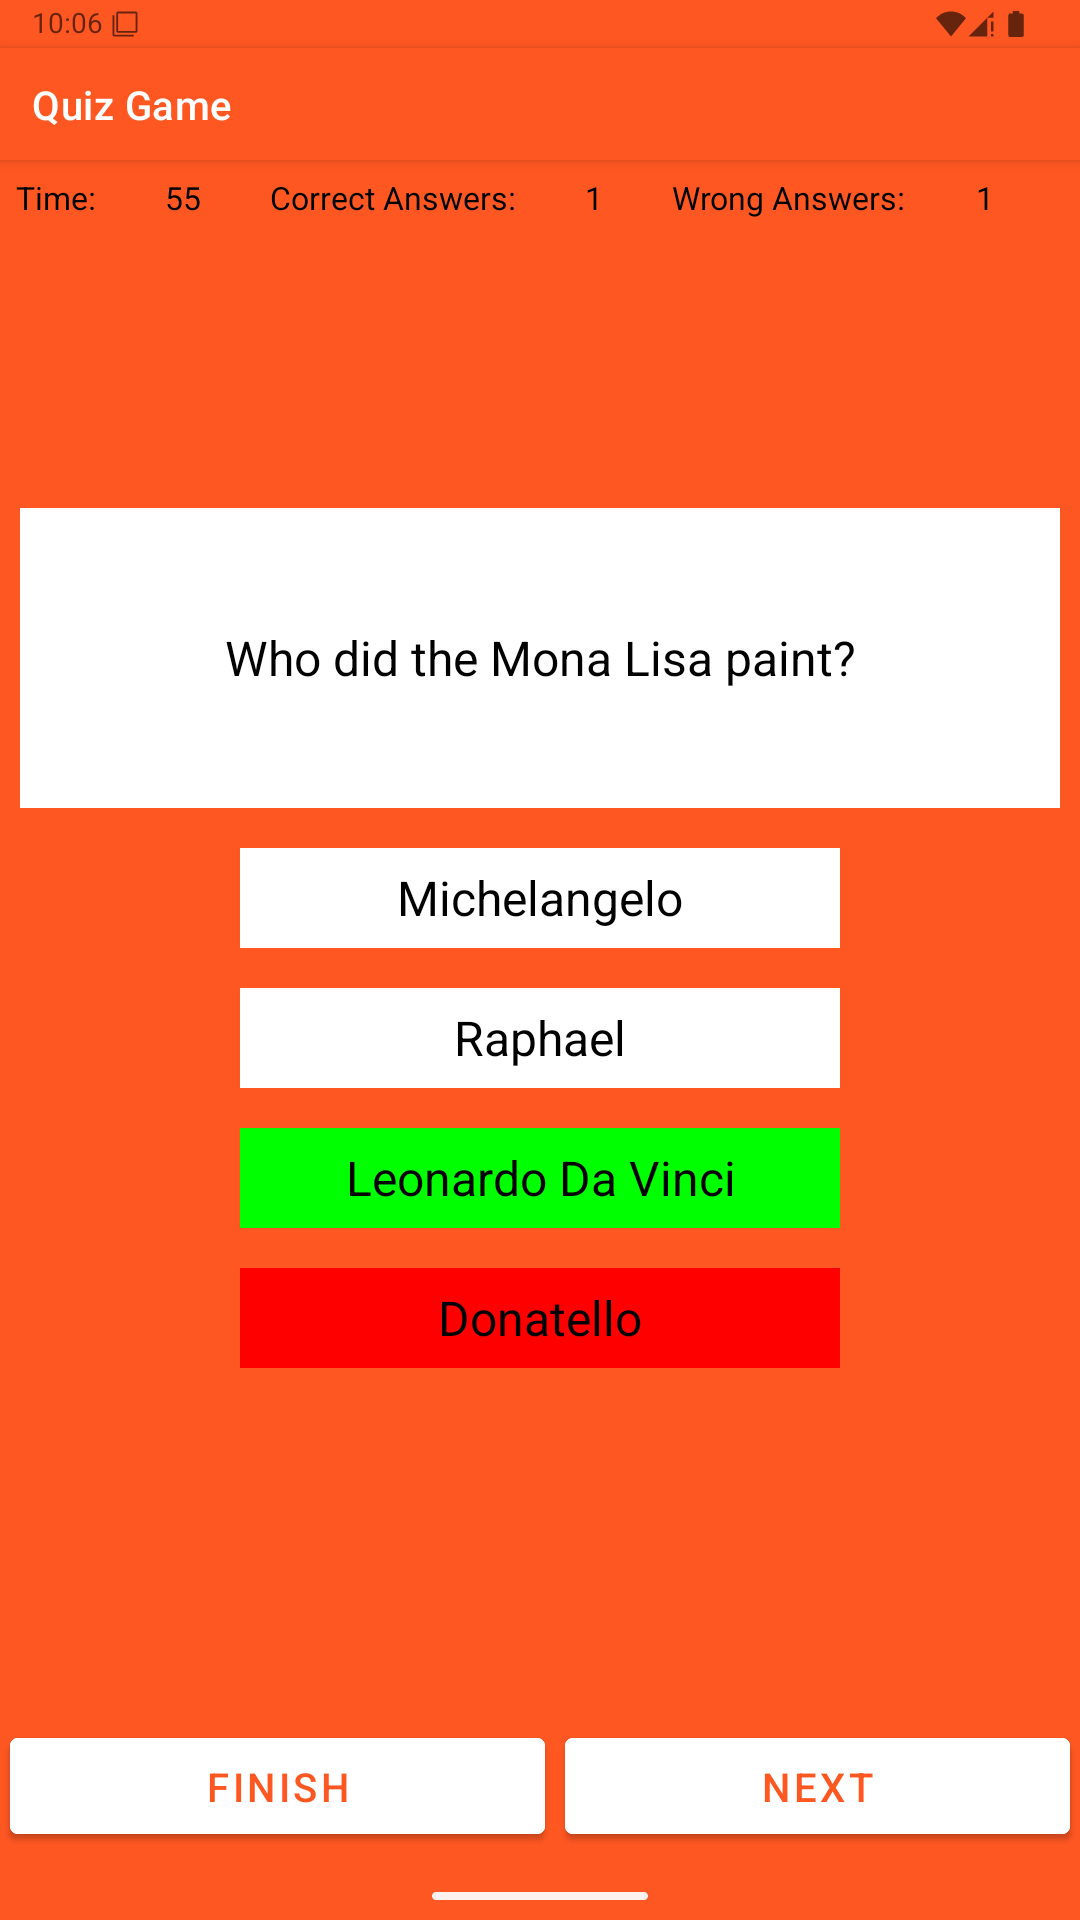 10:06
Quiz Game
Time: 55 Correct Answers: 1 Wrong Answers: 1
Who did the Mona Lisa paint?
Michelangelo
Raphael
Leonardo Da Vinci
Donatello
FINISH NEXT